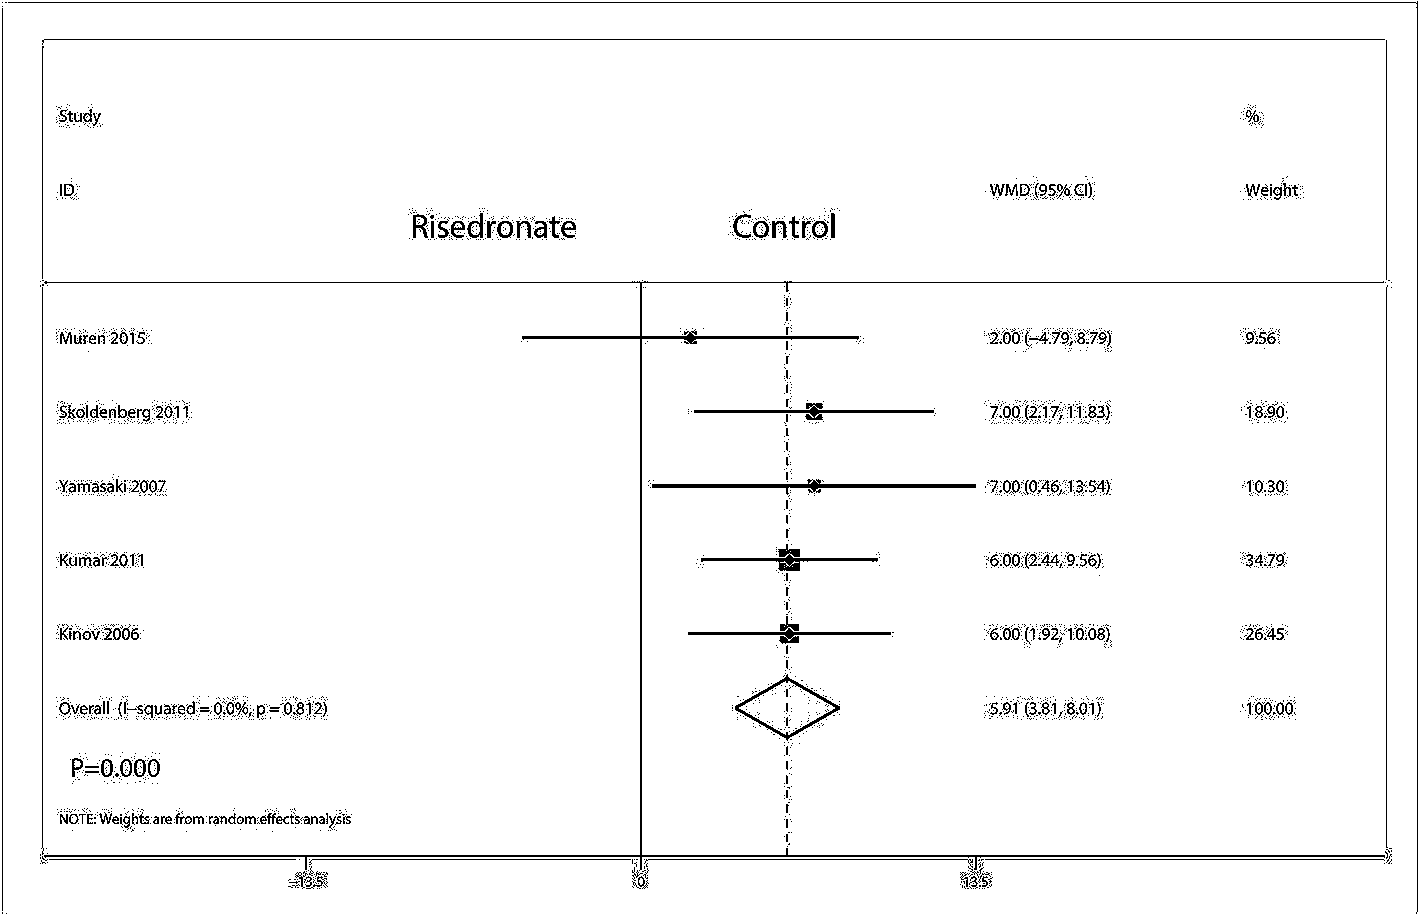 Study %
ID WMD (95% CI) Weight
Risedronate Control
Muren 2015 2.00 (−4.79, 8.79) 9.56
Skoldenberg 2011 7.00 (2.17, 11.83) 18.90
Yamasaki 2007 7.00 (0.46, 13.54) 10.30
Kumar 2011 6.00 (2.44, 9.56) 34.79
Kinov 2006 6.00 (1.92, 10.08) 26.45
Overall (I−squared = 0.0%, p = 0.812) 5.91 (3.81, 8.01) 100.00
P=0.000
NOTE: Weights are from random effects analysis
−13.5 0 13.5